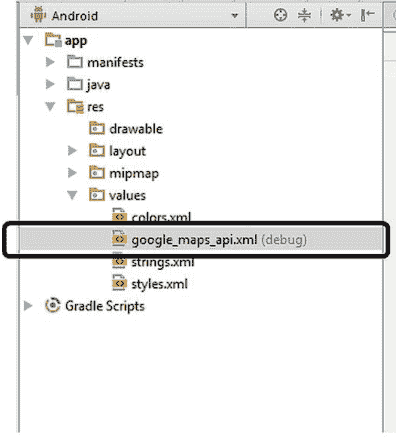 Android
app
manifests
java
res
drawable
layout
mipmap
values
colors.xml
google_maps_api.xml (debug)
strings.xml
styles.xml
Gradle Scripts